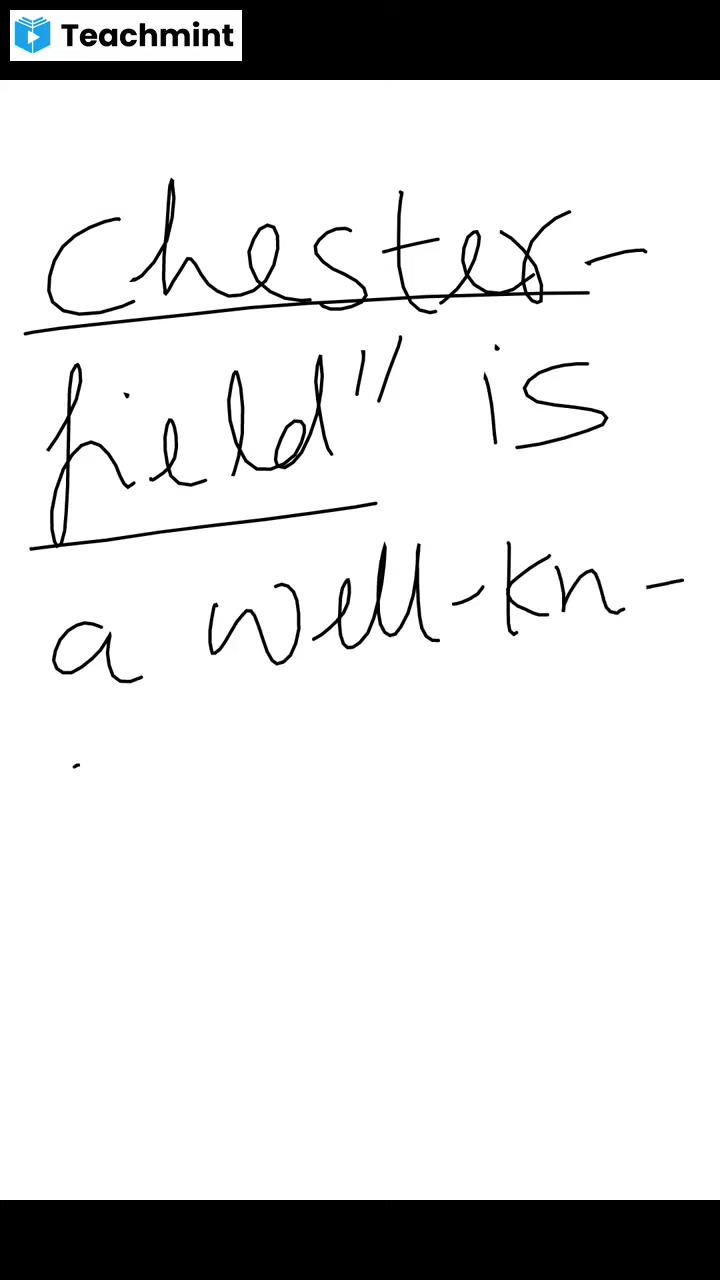 Teachmint
Chester-
field" is
a well-kn-